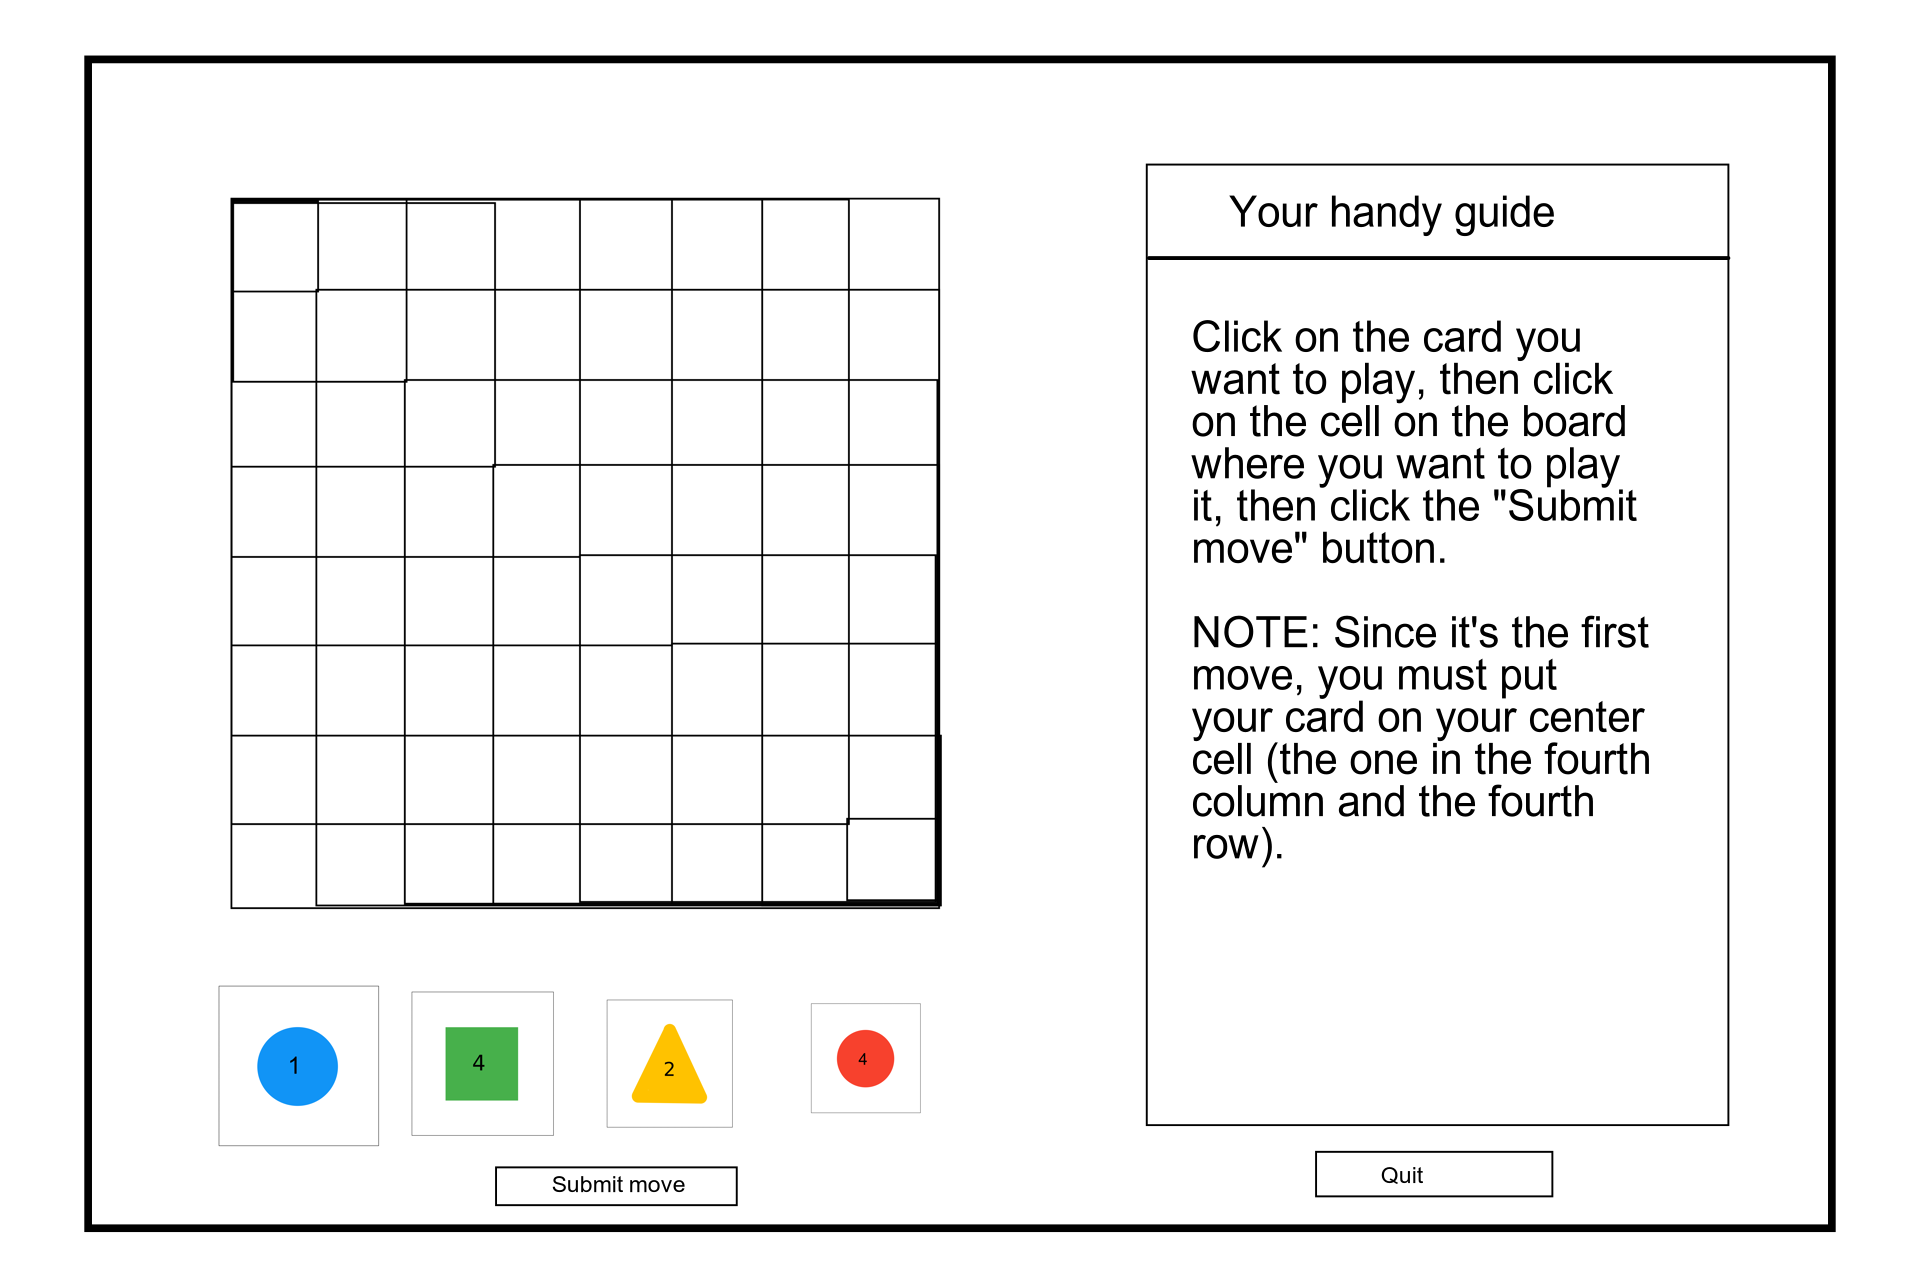 Your handy guide
Click on the card you
want to play, then click
on the cell on the board
where you want to play
it, then click the "Submit
move" button.
NOTE: Since it's the first
move, you must put
your card on your center
cell (the one in the fourth
column and the fourth
row).
1
4
2
4
Submit move
Quit